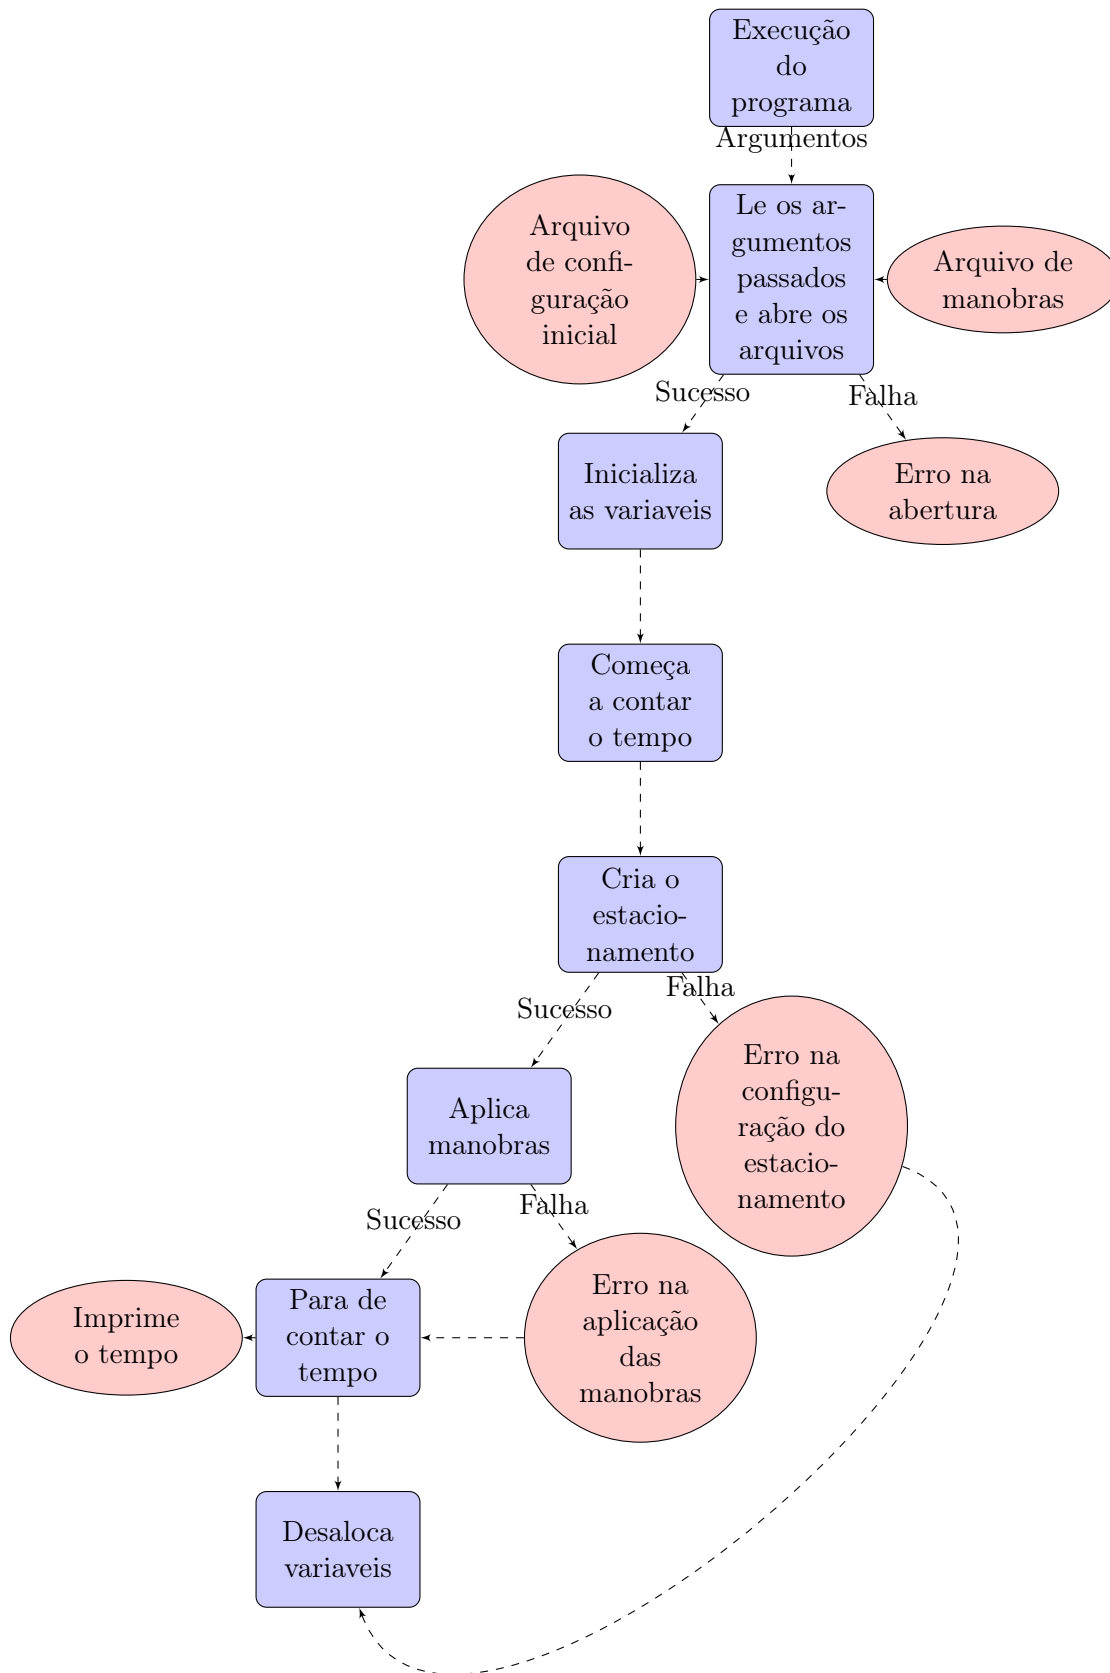 Execução
do
programa
Argumentos
Arquivo
de confi-
guração
inicial
Le os ar-
gumentos
passados
e abre os
arquivos
Arquivo de
manobras
Sucesso
Falha
Inicializa
as variaveis
Erro na
abertura
Começa
a contar
o tempo
Cria o
estacio-
namento
Sucesso
Falha
Aplica
manobras
Erro na
configu-
ração do
estacio-
namento
Sucesso
Falha
Imprime
o tempo
Para de
contar o
tempo
Erro na
aplicação
das
manobras
Desaloca
variaveis